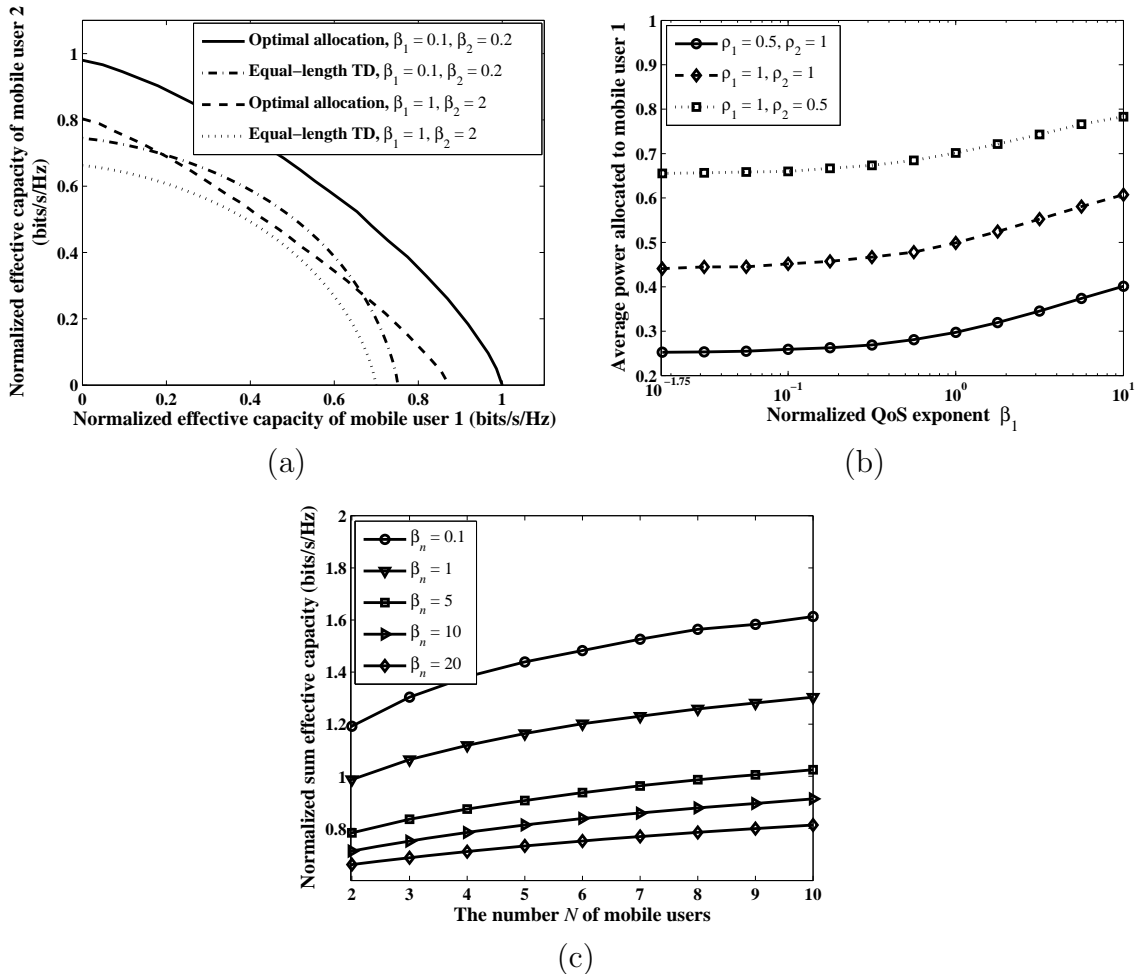 Normalized effective capacity of mobile user 2
(bits/s/Hz)
1
0.8
0.6
0.4
0.2
0
Optimal allocation, β1 = 0.1, β2 = 0.2
Equal−length TD, β1 = 0.1, β2 = 0.2
Optimal allocation, β1 = 1, β2 = 2
Equal−length TD, β1 = 1, β2 = 2
0 0.2 0.4 0.6 0.8 1
Normalized effective capacity of mobile user 1 (bits/s/Hz)
(a)
Average power allocated to mobile user 1
1
0.9
0.8
0.7
0.6
0.5
0.4
0.3
0.2
ρ1 = 0.5, ρ2 = 1
ρ1 = 1, ρ2 = 1
ρ1 = 1, ρ2 = 0.5
10^−1.75 10^−1 10^0 10^1
Normalized QoS exponent β1
(b)
Normalized sum effective capacity (bits/s/Hz)
2
1.8
1.6
1.4
1.2
1
0.8
βn = 0.1
βn = 1
βn = 5
βn = 10
βn = 20
2 3 4 5 6 7 8 9 10
The number N of mobile users
(c)